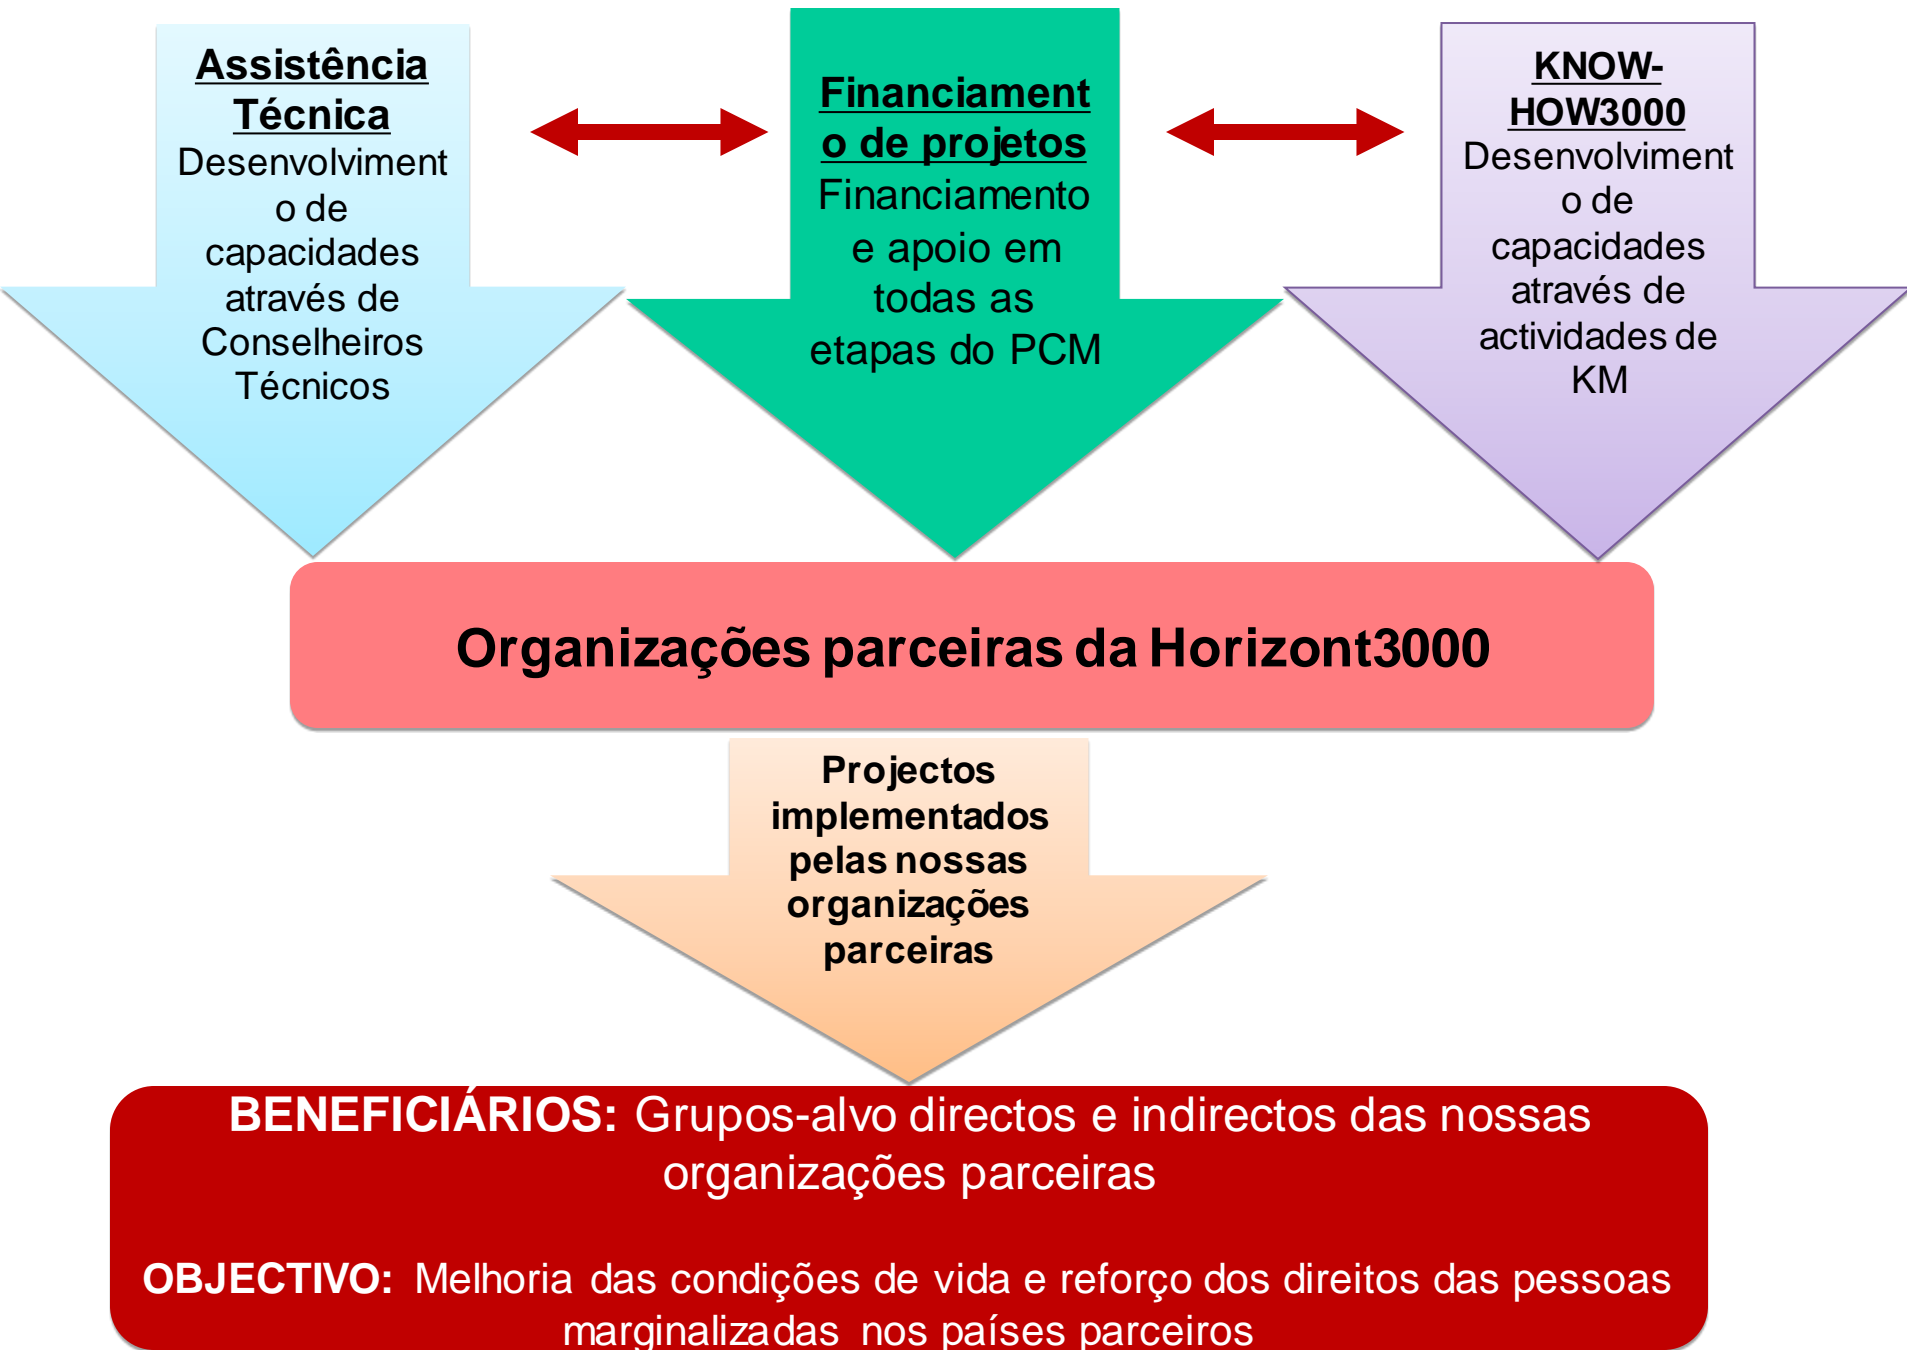 Assistência
Técnica
Desenvolviment
o de
capacidades
através de
Conselheiros
Técnicos
Financiament
o de projetos
Financiamento
e apoio em
todas as
etapas do PCM
KNOW-
HOW3000
Desenvolviment
o de
capacidades
através de
actividades de
KM
Organizações parceiras da Horizont3000
Projectos
implementados
pelas nossas
organizações
parceiras
BENEFICIÁRIOS: Grupos-alvo directos e indirectos das nossas
organizações parceiras
OBJECTIVO: Melhoria das condições de vida e reforço dos direitos das pessoas
marginalizadas nos países parceiros